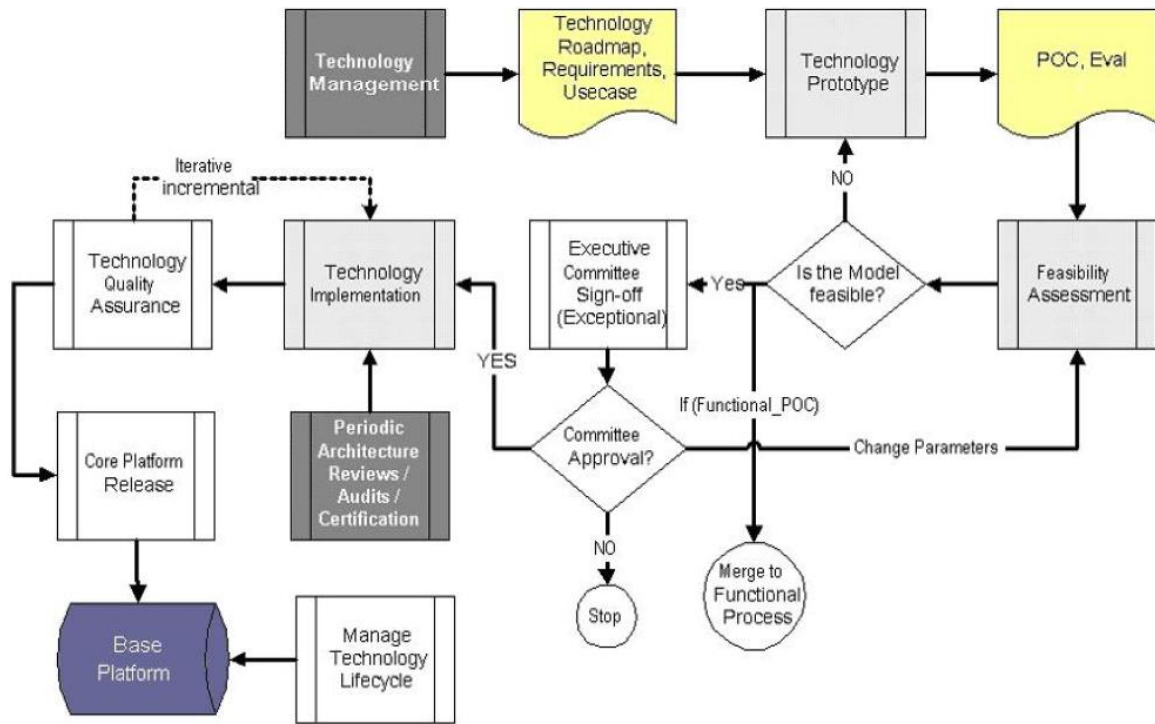 Technology
Management
Technology
Roadmap,
Requirements,
Usecase
Technology
Prototype
POC, Eval
Iterative
incremental
NO
Technology
Quality
Assurance
Technology
Implementation
Executive
Committee
Sign-off
(Exceptional)
Yes
Is the Model
feasible?
Feasibility
Assessment
YES
If (Functional_POC)
Core Platform
Release
Periodic
Architecture
Reviews /
Audits /
Certification
Committee
Approval?
Change Parameters
NO
Stop
Merge to
Functional
Process
Base
Platform
Manage
Technology
Lifecycle